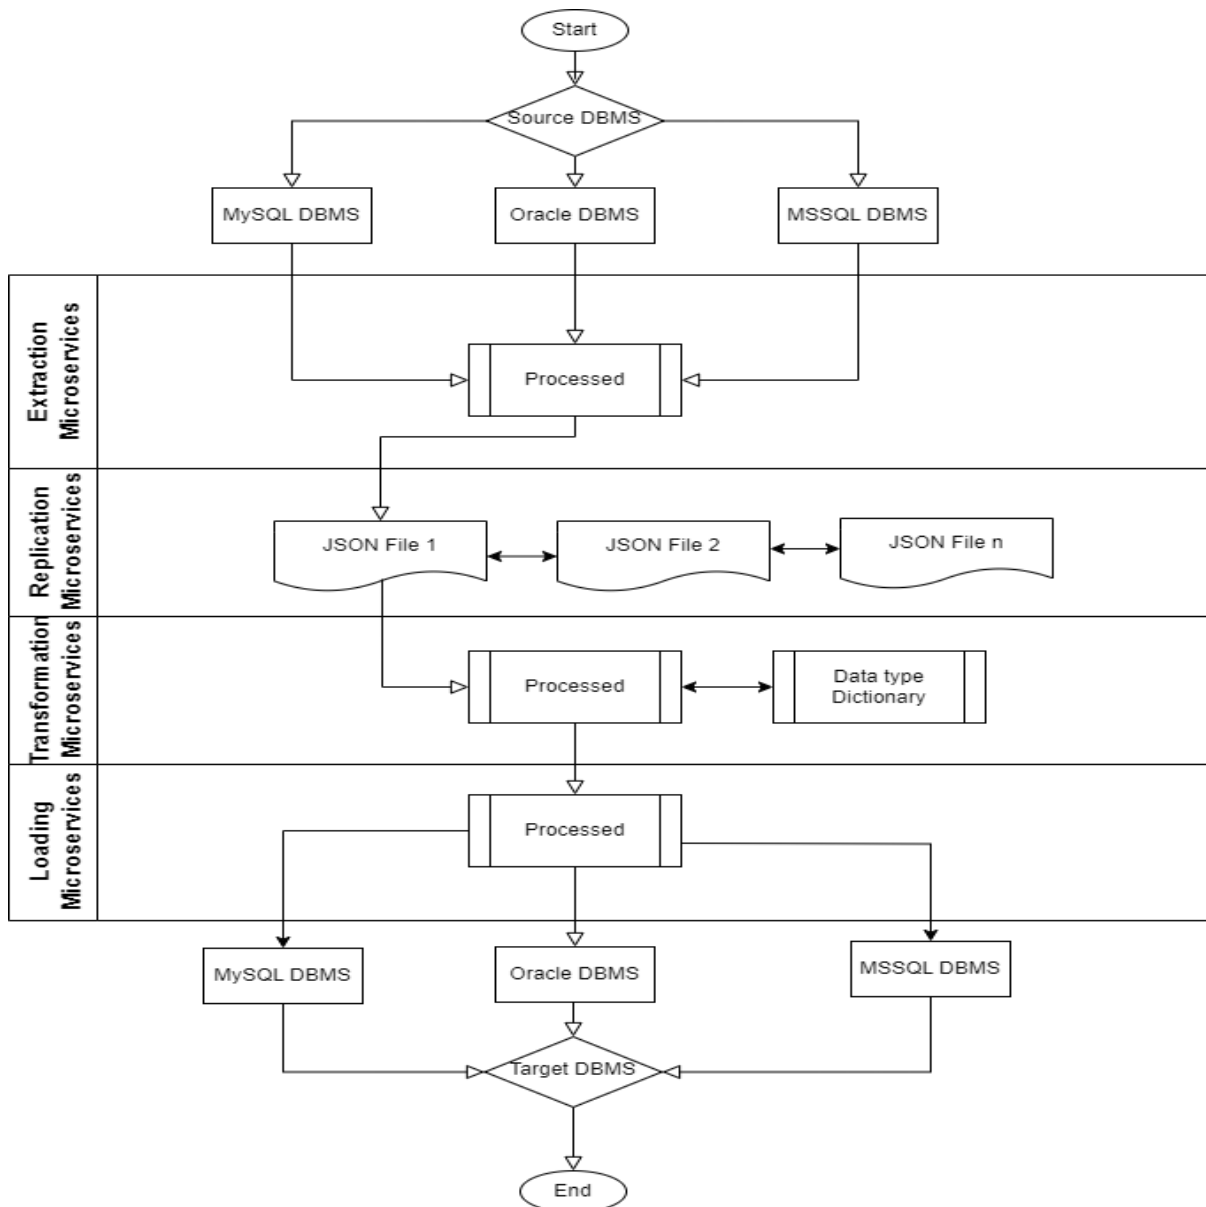 Start
Source DBMS
MySQL DBMS
Oracle DBMS
MSSQL DBMS
Extraction
Microservices
Processed
Replication
Microservices
JSON File 1
JSON File 2
JSON File n
Transformation
Microservices
Processed
Data type
Dictionary
Loading
Microservices
Processed
MySQL DBMS
Oracle DBMS
MSSQL DBMS
Target DBMS
End